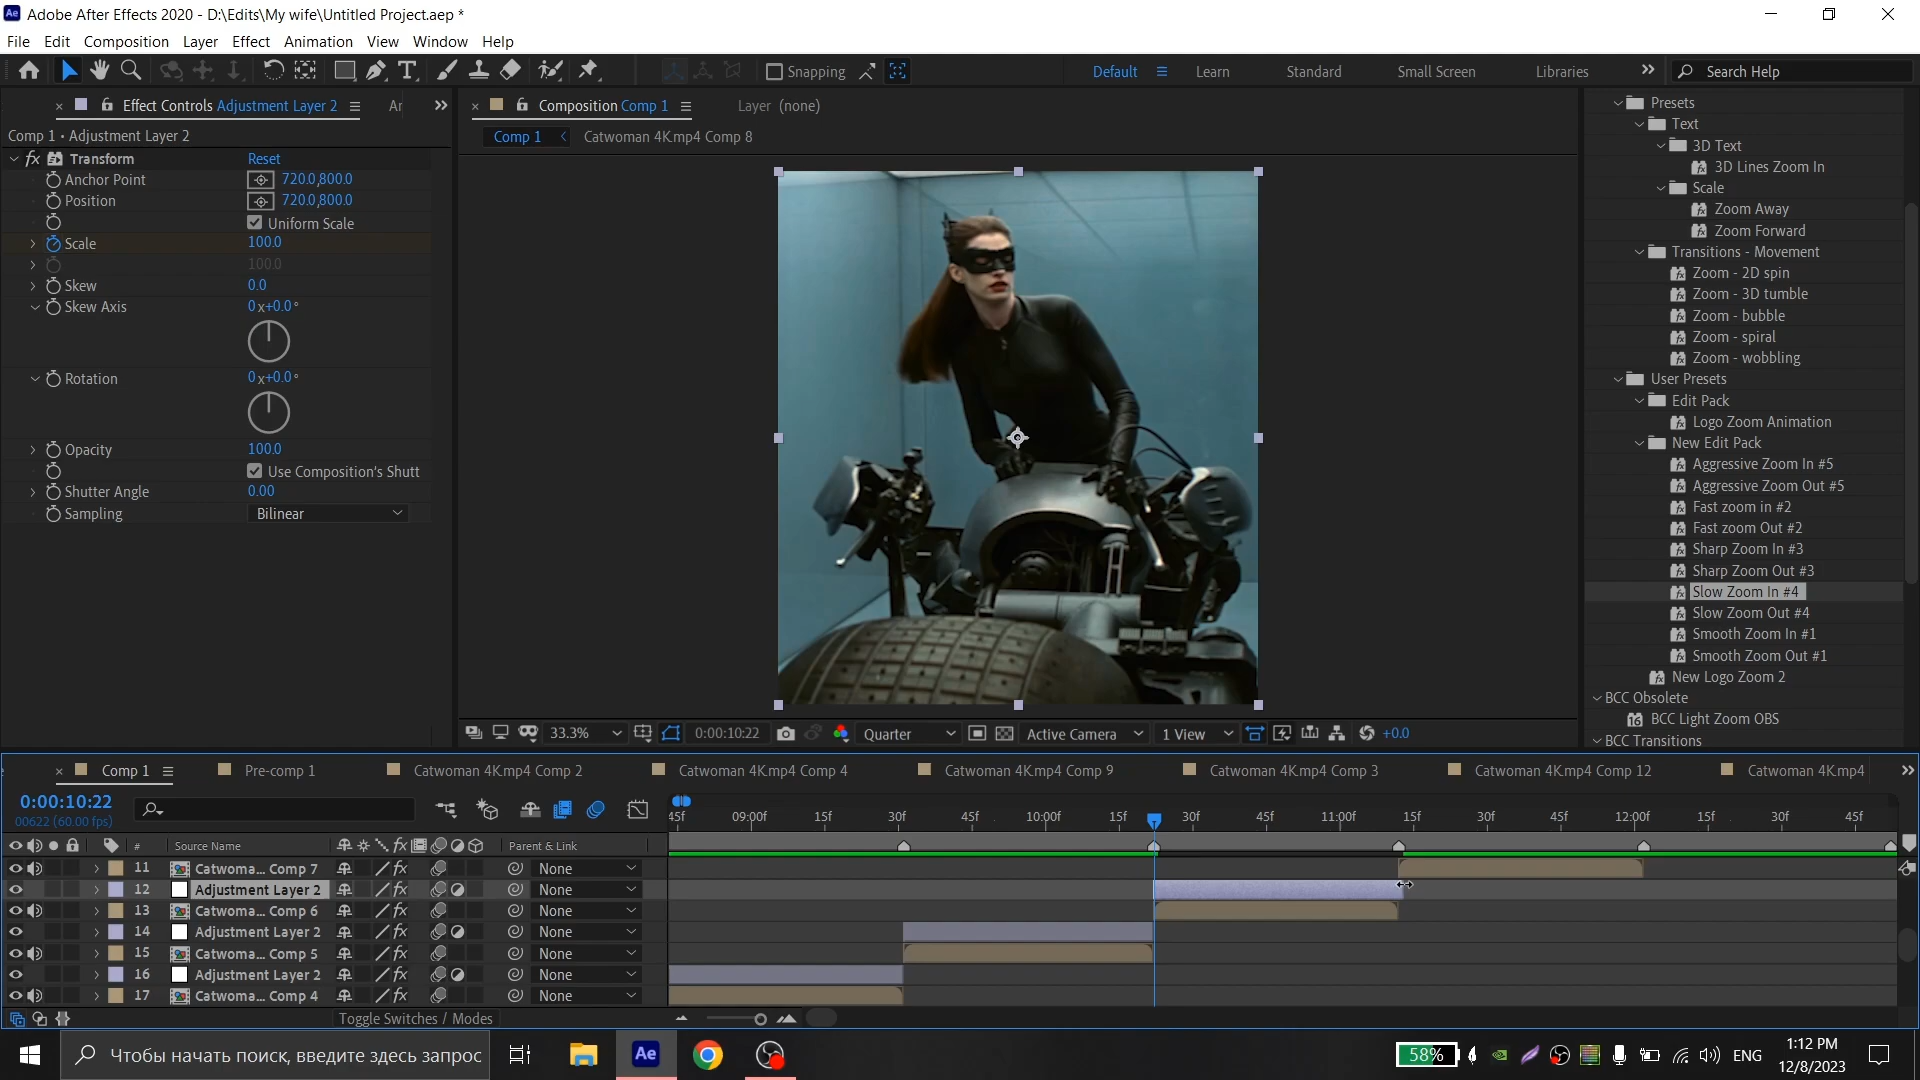 Adobe After Effects 2020 - D:\Edits\My wife\Untitled Project.aep *
File Edit Composition Layer Effect Animation View Window Help
Snapping
Default Learn Standard Small Screen Libraries Search Help
Effect Controls Adjustment Layer 2
Composition Comp 1
Layer (none)
Comp 1 • Adjustment Layer 2
Comp 1 Catwoman 4K.mp4 Comp 8
fx Transform Reset
Anchor Point 720.0,800.0
Position 720.0,800.0
Uniform Scale
Scale 100.0
100.0
Skew 0.0
Skew Axis 0x+0.0°
Rotation 0x+0.0°
Opacity 100.0
Use Composition's Shutt
Shutter Angle 0.00
Sampling Bilinear
Presets
Text
3D Text
3D Lines Zoom In
Scale
Zoom Away
Zoom Forward
Transitions - Movement
Zoom - 2D spin
Zoom - 3D tumble
Zoom - bubble
Zoom - spiral
Zoom - wobbling
User Presets
Edit Pack
Logo Zoom Animation
New Edit Pack
Aggressive Zoom In #5
Aggressive Zoom Out #5
Fast zoom in #2
Fast zoom Out #2
Sharp Zoom In #3
Sharp Zoom Out #3
Slow Zoom In #4
Slow Zoom Out #4
Smooth Zoom In #1
Smooth Zoom Out #1
New Logo Zoom 2
BCC Obsolete
BCC Light Zoom OBS
BCC Transitions
33.3% 0:00:10:22 Quarter Active Camera 1 View +0.0
Comp 1 Pre-comp 1 Catwoman 4K.mp4 Comp 2 Catwoman 4K.mp4 Comp 4 Catwoman 4K.mp4 Comp 9 Catwoman 4K.mp4 Comp 3 Catwoman 4K.mp4 Comp 12 Catwoman 4K.mp4
0:00:10:22
00622 (60.00 fps)
45f 09:00f 15f 30f 45f 10:00f 15f 30f 45f 11:00f 15f 30f 45f 12:00f 15f 30f 45f
# Source Name Parent & Link
11 Catwoma... Comp 7 None
12 Adjustment Layer 2 None
13 Catwoma... Comp 6 None
14 Adjustment Layer 2 None
15 Catwoma... Comp 5 None
16 Adjustment Layer 2 None
17 Catwoma... Comp 4 None
Toggle Switches / Modes
Чтобы начать поиск, введите здесь запрос
Ae
58%
ENG
1:12 PM
12/8/2023